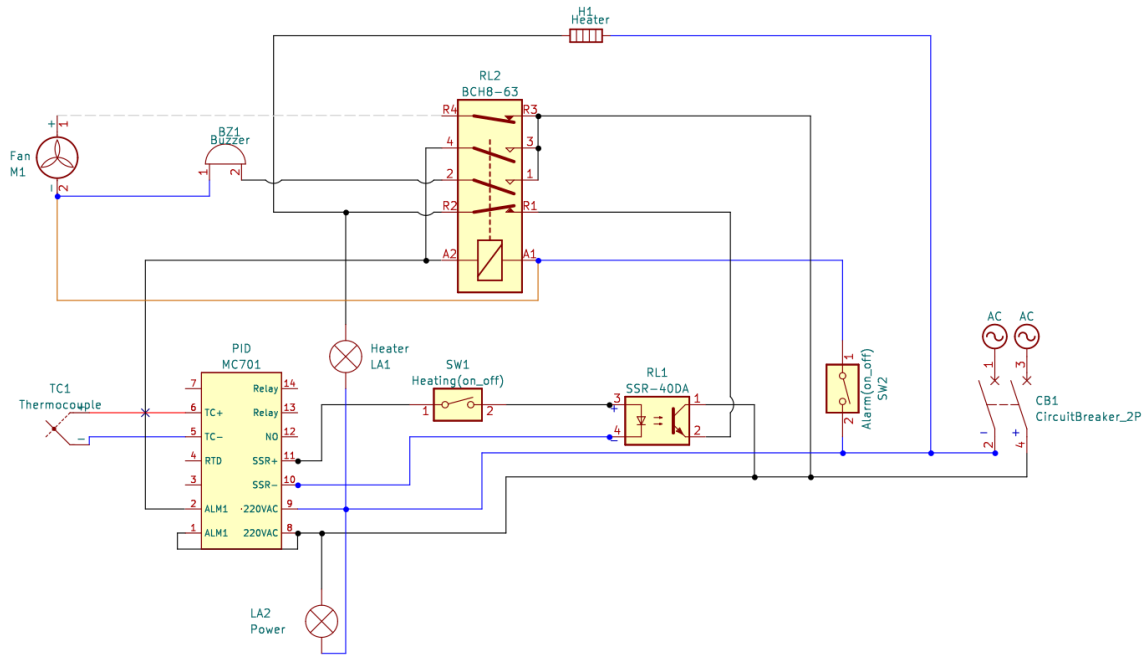 H1
Heater
RL2
BCH8-63
R4
R3
4
3
2
1
R2
R1
A2
A1
+
1
Fan
M1
-
2
BZ1
Buzzer
1
2
AC
AC
1
3
CB1
CircuitBreaker_2P
-
+
2
4
Heater
LA1
SW1
Heating(on_off)
1
2
RL1
SSR-40DA
3
1
+
4
2
-
1
2
Alarm(on_off)
SW2
TC1
Thermocouple
+
-
PID
MC701
7
Relay
14
6
TC+
Relay
13
5
TC-
NO
12
4
RTD
SSR+
11
3
SSR-
10
2
ALM1
·220VAC
9
1
ALM1
220VAC
8
LA2
Power